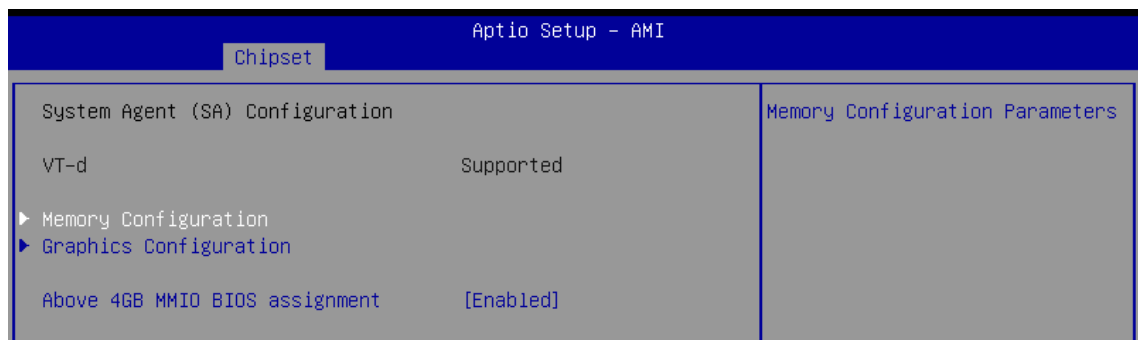 Aptio Setup – AMI
Chipset
System Agent (SA) Configuration
Memory Configuration Parameters
VT-d Supported
Memory Configuration
Graphics Configuration
Above 4GB MMIO BIOS assignment [Enabled]